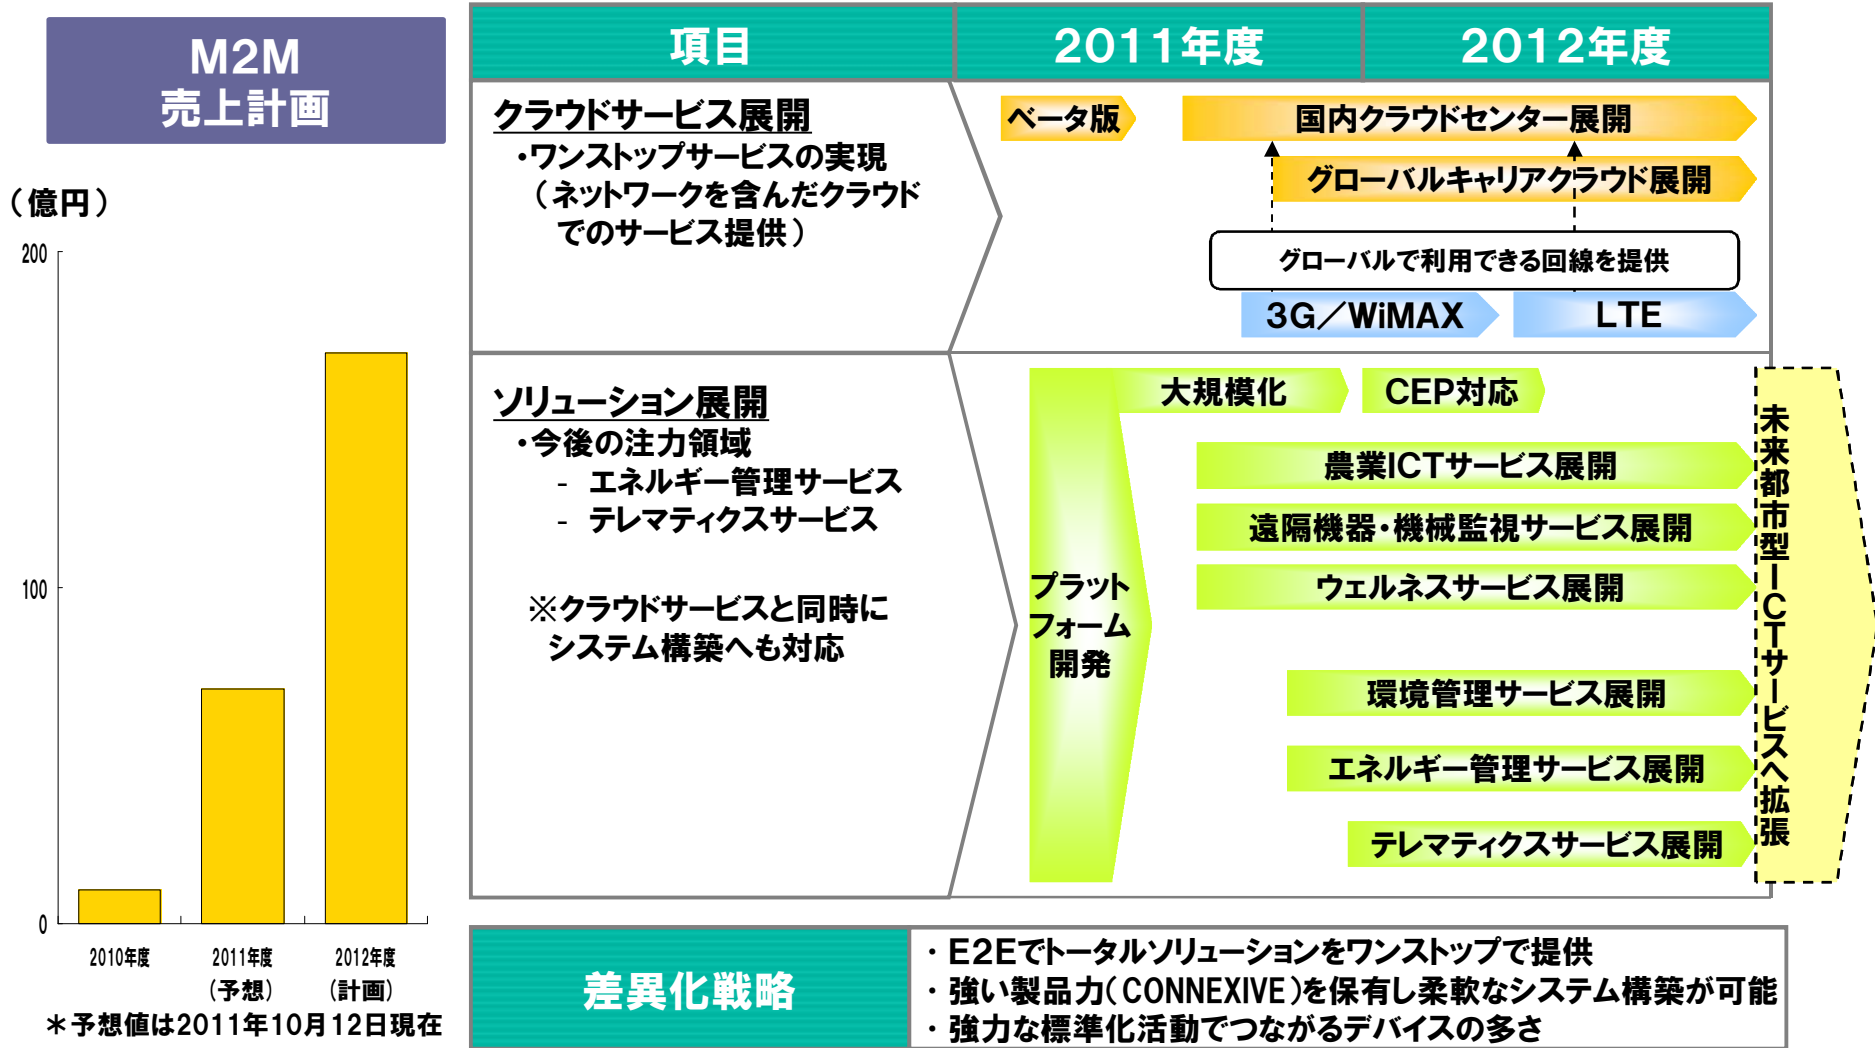 M2M
売上計画
（億円）
200
100
0
2010年度
2011年度
（予想）
2012年度
（計画）
＊予想値は2011年10月12日現在
項目
2011年度
2012年度
クラウドサービス展開
・ワンストップサービスの実現
（ネットワークを含んだクラウド
でのサービス提供）
ベータ版
国内クラウドセンター展開
グローバルキャリアクラウド展開
グローバルで利用できる回線を提供
3G／WiMAX
LTE
ソリューション展開
・今後の注力領域
- エネルギー管理サービス
- テレマティクスサービス
※クラウドサービスと同時に
システム構築へも対応
プラット
フォーム
開発
大規模化
CEP対応
農業ICTサービス展開
遠隔機器・機械監視サービス展開
ウェルネスサービス展開
環境管理サービス展開
エネルギー管理サービス展開
テレマティクスサービス展開
未来都市型ICTサービスへ拡張
差異化戦略
・E2Eでトータルソリューションをワンストップで提供
・強い製品力（CONNEXIVE）を保有し柔軟なシステム構築が可能
・強力な標準化活動でつながるデバイスの多さ